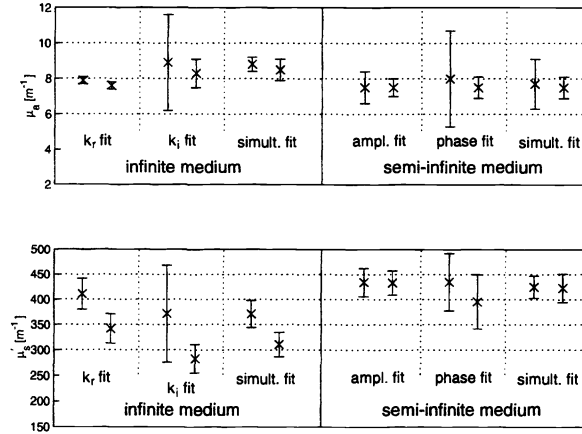 12
10
8
6
4
2
μa [m-1]
kr fit
ki fit
simult. fit
ampl. fit
phase fit
simult. fit
infinite medium
semi-infinite medium
500
450
400
350
300
250
200
150
μs' [m-1]
kr fit
ki fit
simult. fit
ampl. fit
phase fit
simult. fit
infinite medium
semi-infinite medium